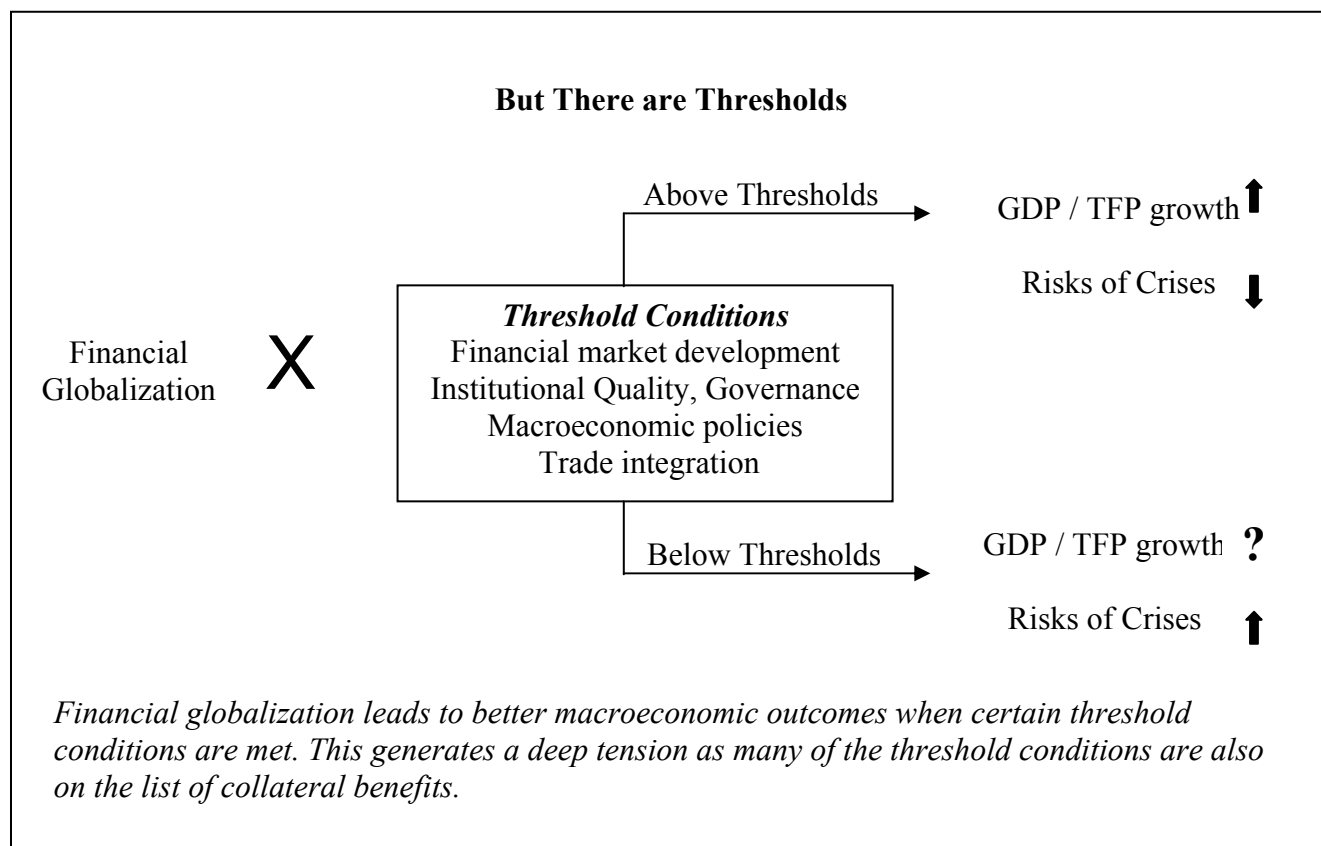 But There are Thresholds
Above Thresholds
GDP / TFP growth
Risks of Crises
Financial
Globalization
X
Threshold Conditions
Financial market development
Institutional Quality, Governance
Macroeconomic policies
Trade integration
Below Thresholds
GDP / TFP growth ?
Risks of Crises
Financial globalization leads to better macroeconomic outcomes when certain threshold
conditions are met. This generates a deep tension as many of the threshold conditions are also
on the list of collateral benefits.